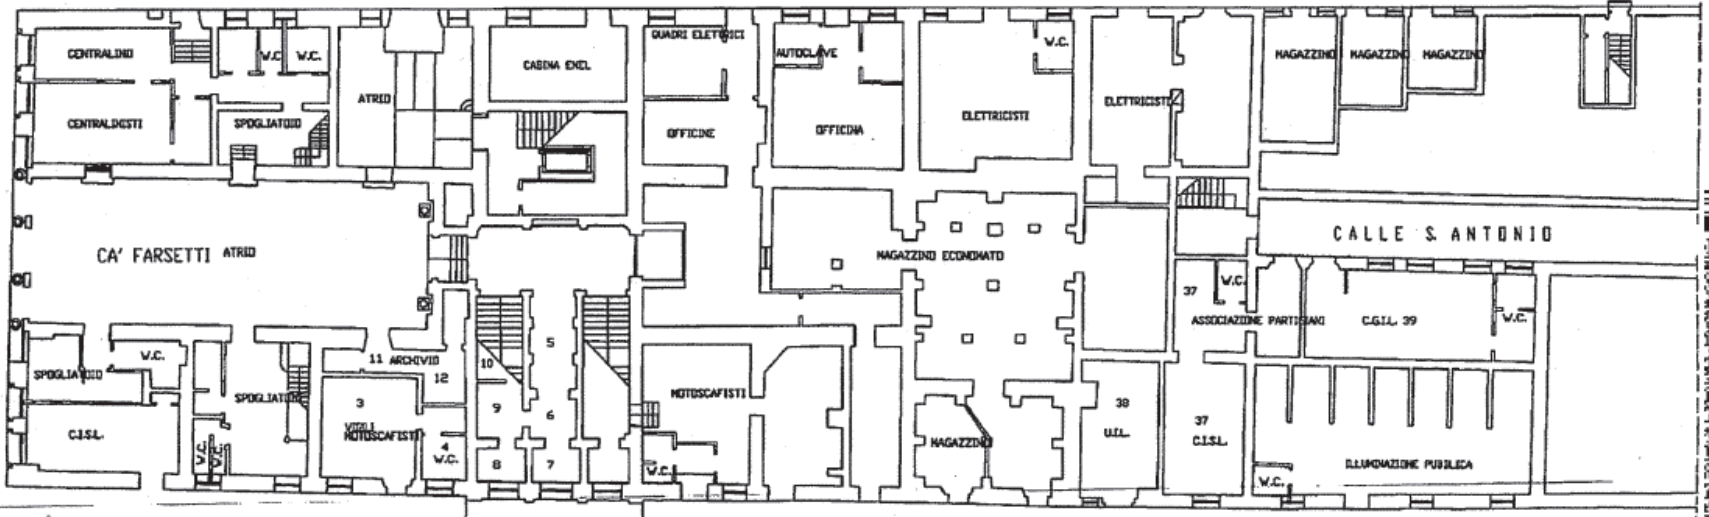 CENTRALINO
W.C.
W.C.
ATRIO
CABINA ENEL
QUADRI ELETTRICI
AUTOCLAVE
W.C.
MAGAZZINO
MAGAZZINO
MAGAZZINO
CENTRALINISTI
SPOGLIATOIO
OFFICINE
OFFICINA
ELETTRICISTI
ELETTRICISTI
CA' FARSETTI ATRIO
MAGAZZINO ECONOMATO
CALLE S. ANTONIO
37
W.C.
ASSOCIAZIONE PARTIGIANI
C.G.I.L. 39
W.C.
5
W.C.
11 ARCHIVIO
10
12
SPOGLIATOIO
SPOGLIATOIO
3
VIGILI
MOTOSCAFISTI
9
6
MOTOSCAFISTI
38
U.I.L.
37
C.I.S.L.
C.I.S.L.
W.C.
W.C.
4
W.C.
8
7
W.C.
MAGAZZINO
ILLUMINAZIONE PUBBLICA
W.C.